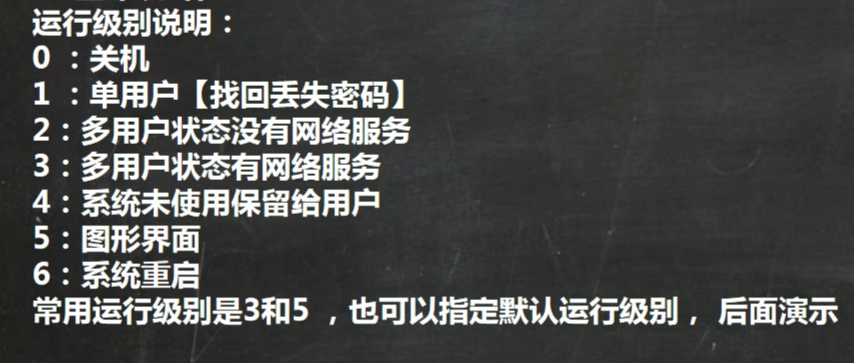 运行级别说明：
0 ：关机
1 ：单用户【找回丢失密码】
2：多用户状态没有网络服务
3：多用户状态有网络服务
4：系统未使用保留给用户
5：图形界面
6：系统重启
常用运行级别是3和5 ，也可以指定默认运行级别， 后面演示